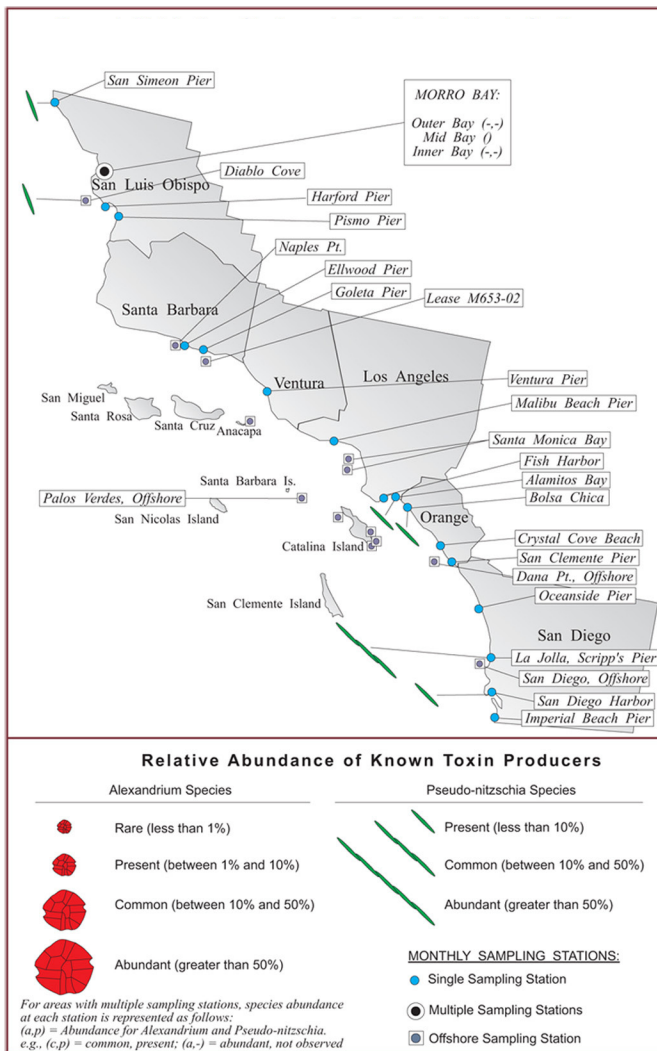 San Simeon Pier
MORRO BAY:
Outer Bay (-,-)
Mid Bay ()
Inner Bay (-,-)
Diablo Cove
San Luis Obispo
Harford Pier
Pismo Pier
Naples Pt.
Ellwood Pier
Goleta Pier
Lease M653-02
Santa Barbara
Ventura
Los Angeles
Ventura Pier
San Miguel
Santa Rosa
Santa Cruz
Anacapa
Malibu Beach Pier
Santa Monica Bay
Fish Harbor
Santa Barbara Is.
Alamitos Bay
Palos Verdes, Offshore
Bolsa Chica
San Nicolas Island
Orange
Catalina Island
Crystal Cove Beach
San Clemente Pier
Dana Pt., Offshore
San Clemente Island
Oceanside Pier
San Diego
La Jolla, Scripp's Pier
San Diego, Offshore
San Diego Harbor
Imperial Beach Pier
Relative Abundance of Known Toxin Producers
Alexandrium Species
Rare (less than 1%)
Present (between 1% and 10%)
Common (between 10% and 50%)
Abundant (greater than 50%)
For areas with multiple sampling stations, species abundance
at each station is represented as follows:
(a,p) = Abundance for Alexandrium and Pseudo-nitzschia.
e.g., (c,p) = common, present; (a,-) = abundant, not observed
Pseudo-nitzschia Species
Present (less than 10%)
Common (between 10% and 50%)
Abundant (greater than 50%)
MONTHLY SAMPLING STATIONS:
Single Sampling Station
Multiple Sampling Stations
Offshore Sampling Station